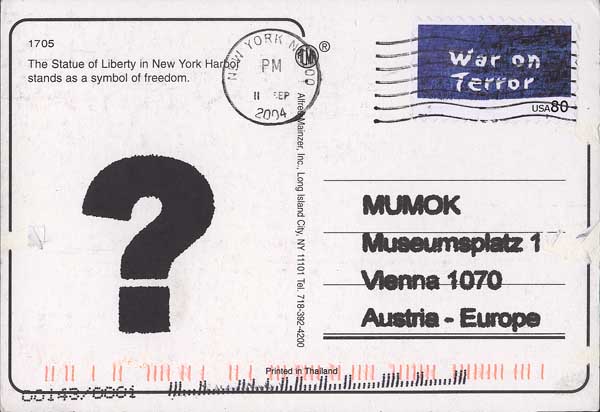 1705
The Statue of Liberty in New York Harbor
stands as a symbol of freedom.
NEW YORK N
PM
11 SEP
2004
®
War on
Terror
USA80
Alfred Mainzer, Inc., Long Island City, NY 11101 Tel. 718-392-4200
?
MUMOK
Museumsplatz 1
Vienna 1070
Austria - Europe
Printed in Thailand